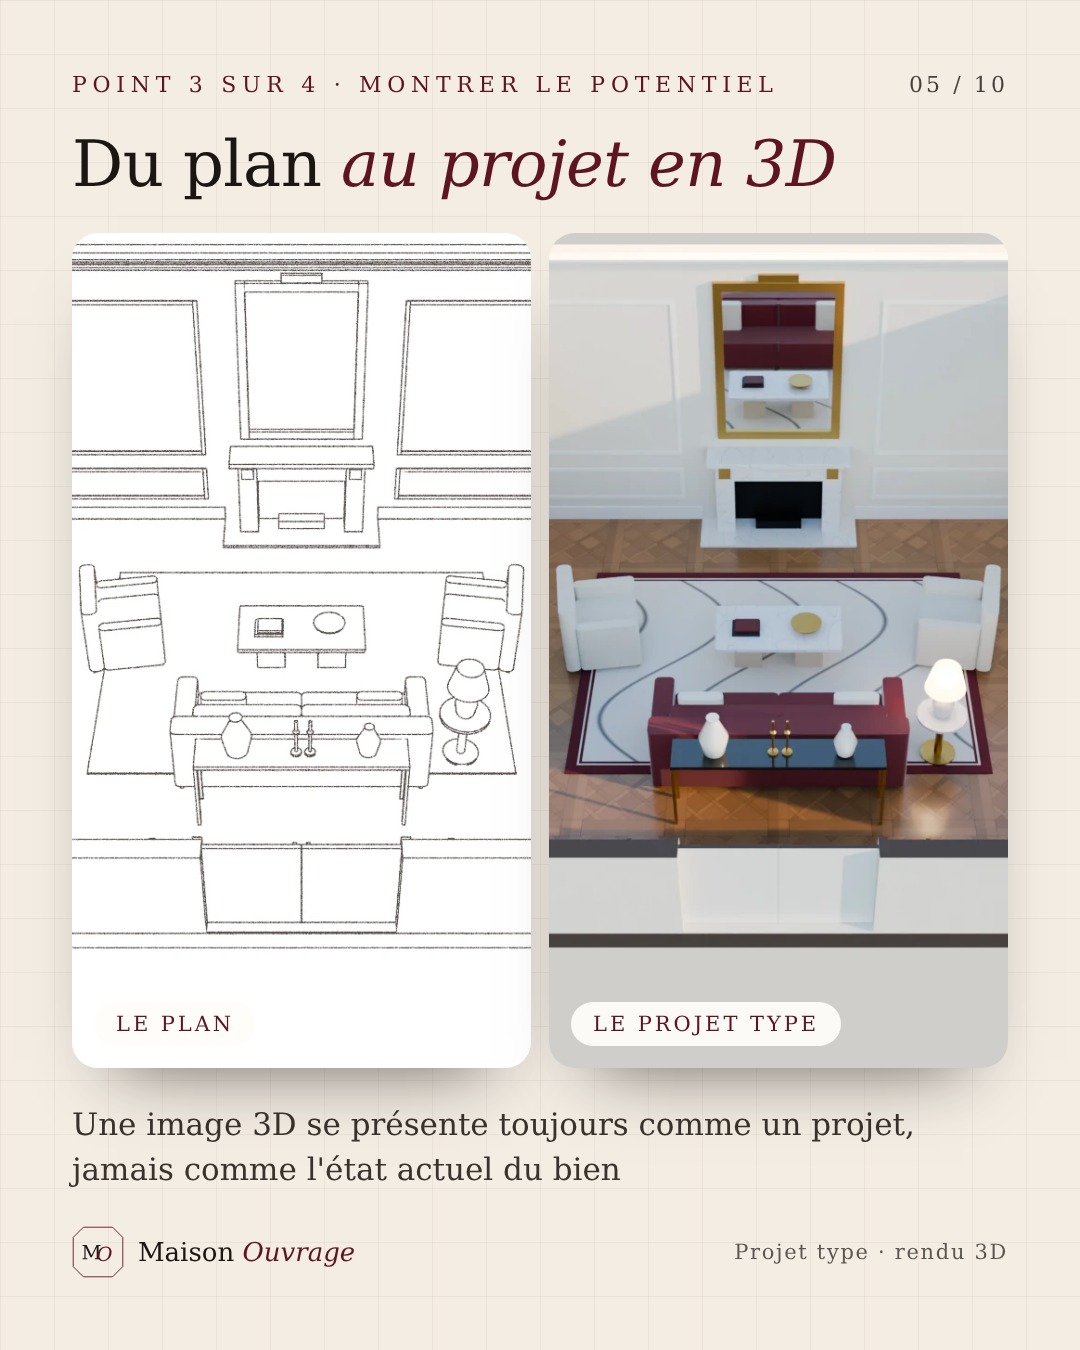 POINT 3 SUR 4 · MONTRER LE POTENTIEL
05 / 10
Du plan au projet en 3D
LE PLAN
LE PROJET TYPE
Une image 3D se présente toujours comme un projet,
jamais comme l'état actuel du bien
MO
Maison Ouvrage
Projet type · rendu 3D